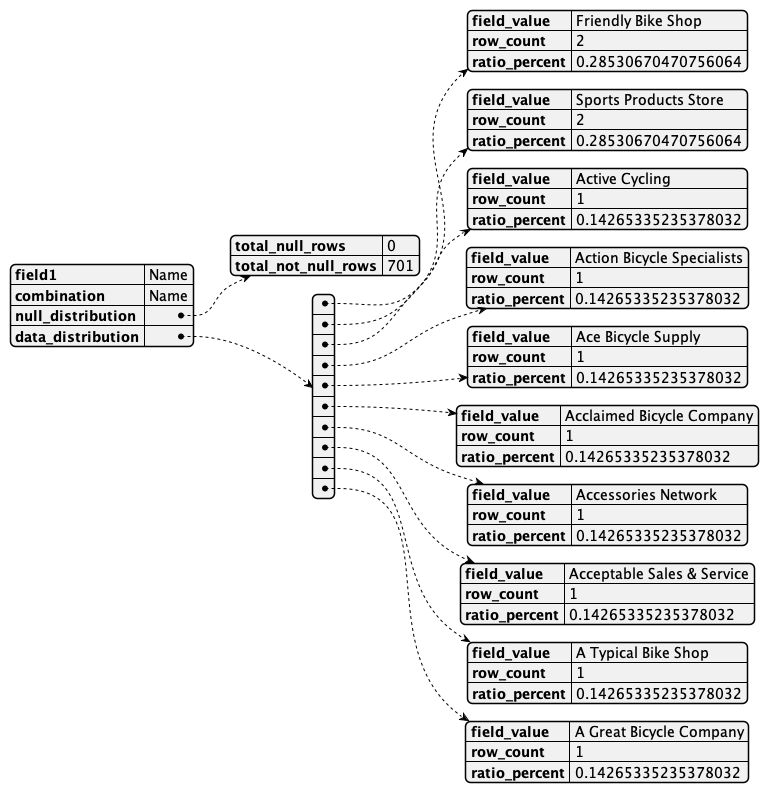 field1 Name
combination Name
null_distribution
data_distribution
total_null_rows 0
total_not_null_rows 701
field_value Friendly Bike Shop
row_count 2
ratio_percent 0.28530670470756064
field_value Sports Products Store
row_count 2
ratio_percent 0.28530670470756064
field_value Active Cycling
row_count 1
ratio_percent 0.14265335235378032
field_value Action Bicycle Specialists
row_count 1
ratio_percent 0.14265335235378032
field_value Ace Bicycle Supply
row_count 1
ratio_percent 0.14265335235378032
field_value Acclaimed Bicycle Company
row_count 1
ratio_percent 0.14265335235378032
field_value Accessories Network
row_count 1
ratio_percent 0.14265335235378032
field_value Acceptable Sales & Service
row_count 1
ratio_percent 0.14265335235378032
field_value A Typical Bike Shop
row_count 1
ratio_percent 0.14265335235378032
field_value A Great Bicycle Company
row_count 1
ratio_percent 0.14265335235378032